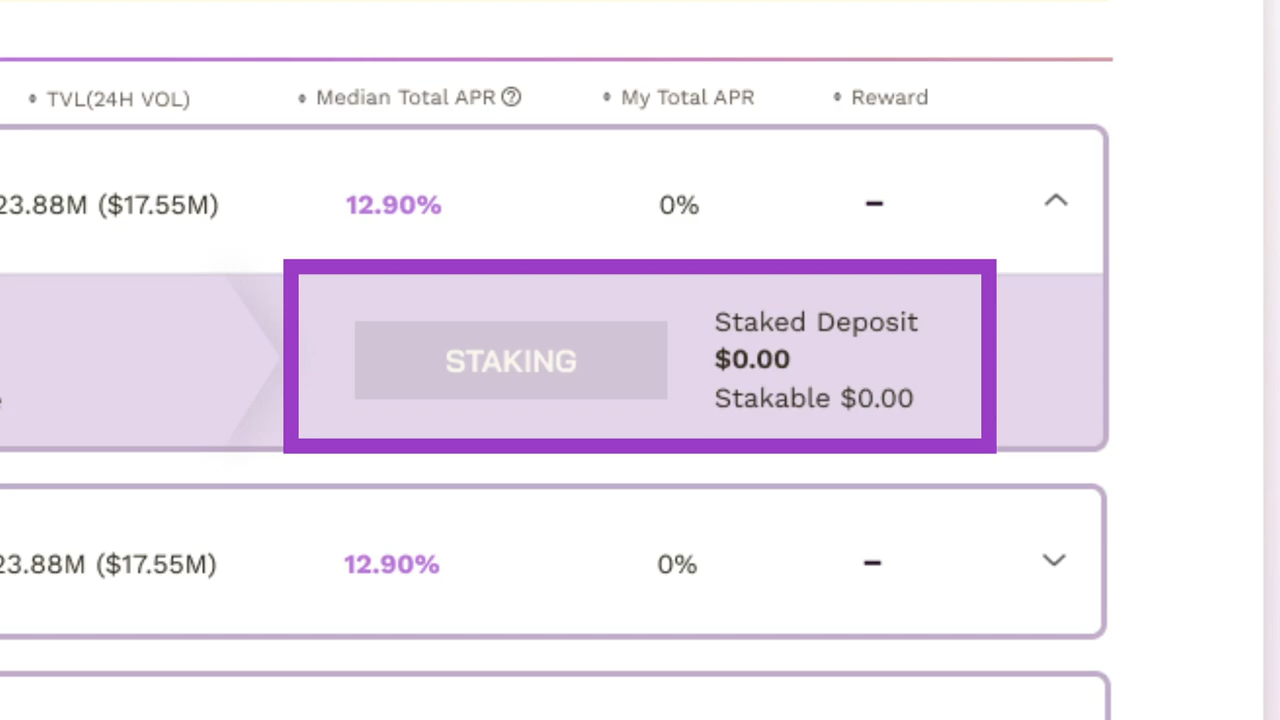 TVL(24H VOL) Median Total APR My Total APR Reward
23.88M ($17.55M) 12.90% 0% –
STAKING
Staked Deposit
$0.00
Stakable $0.00
23.88M ($17.55M) 12.90% 0% –